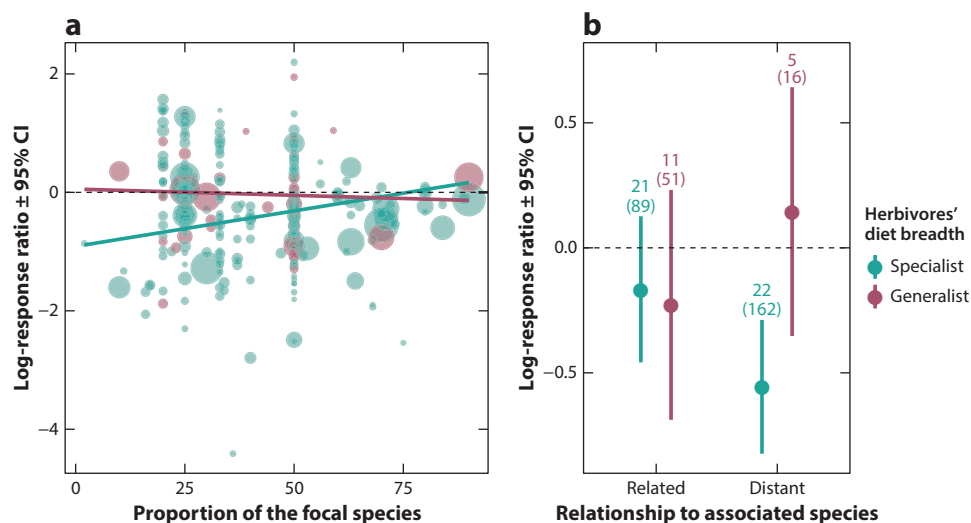 a
Log-response ratio ± 95% CI
2
0
−2
−4
0
25
50
75
Proportion of the focal species
b
Log-response ratio ± 95% CI
0.5
0.0
−0.5
21
(89)
11
(51)
22
(162)
5
(16)
Related
Distant
Relationship to associated species
Herbivores’
diet breadth
Specialist
Generalist